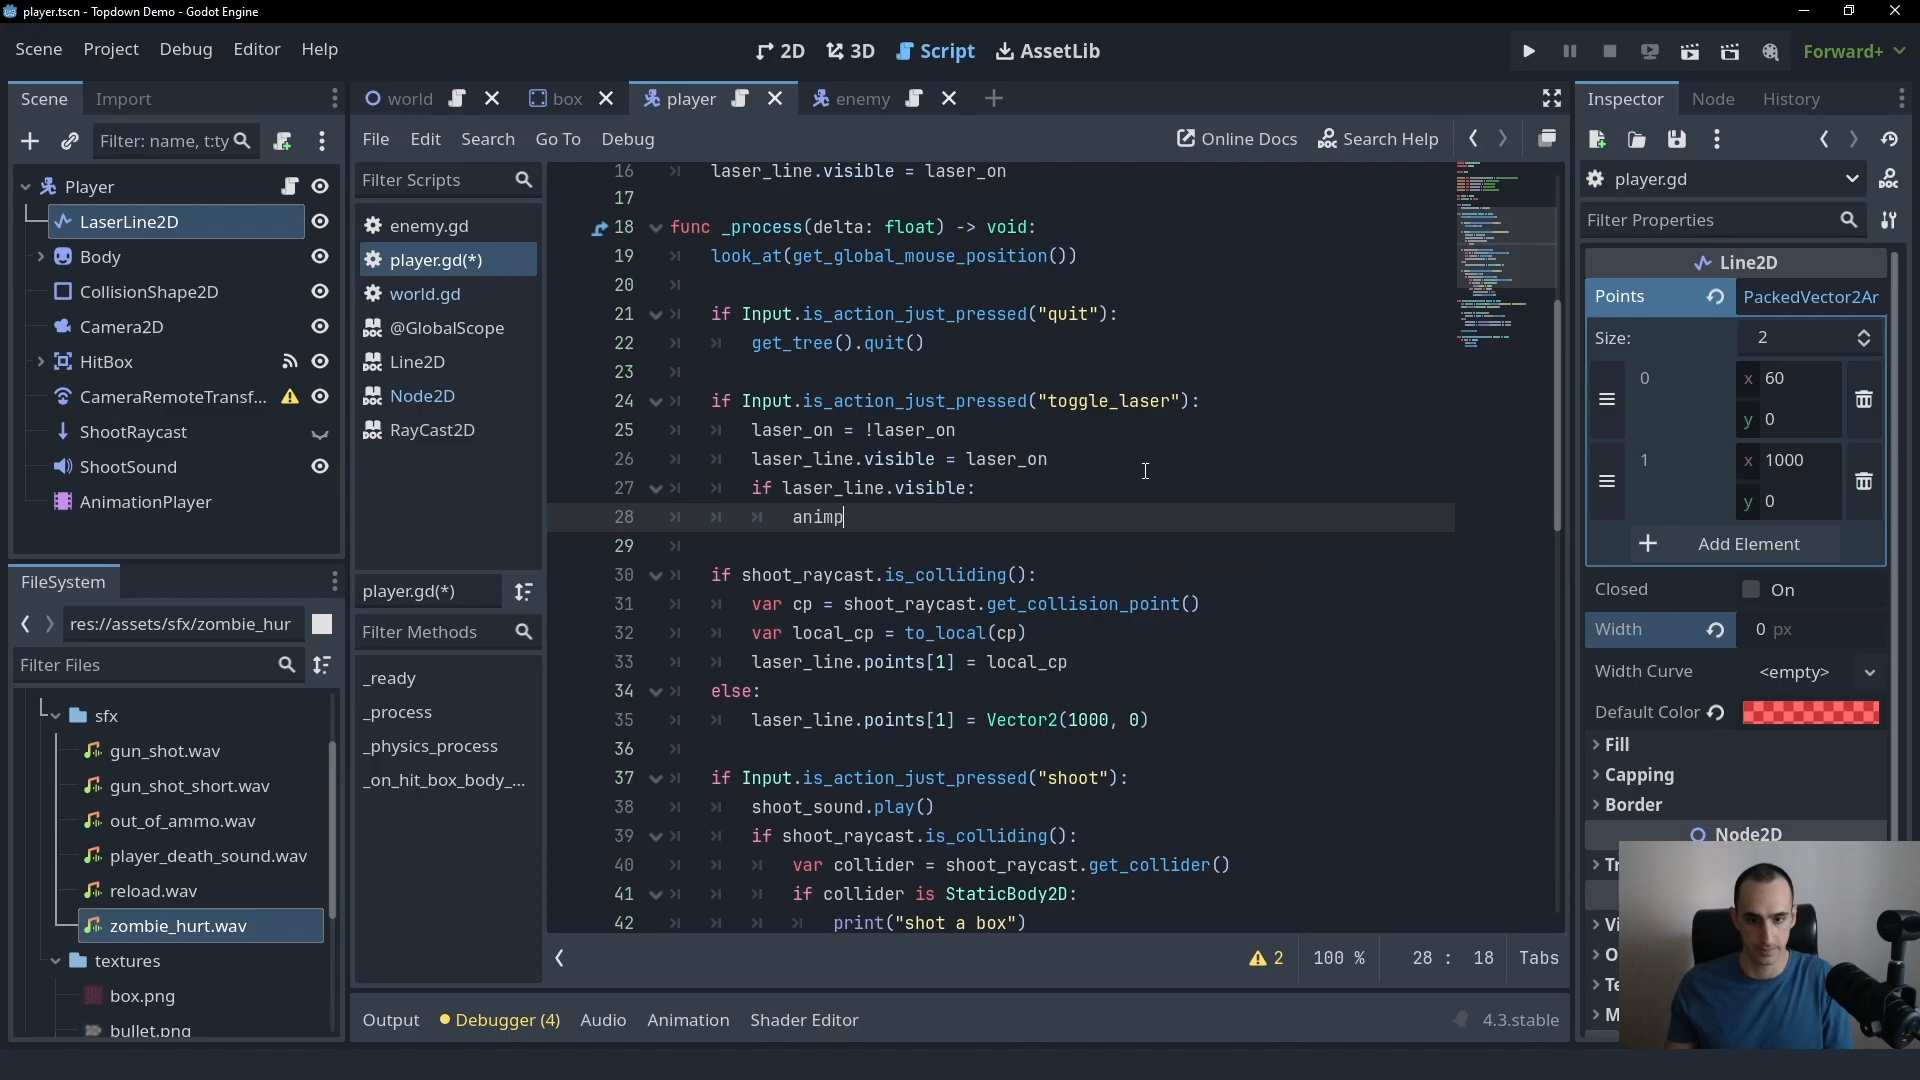 player.tscn - Topdown Demo - Godot Engine
Scene Project Debug Editor Help
2D 3D Script AssetLib
Forward+
Scene Import
world box player enemy
Inspector Node History
Filter: name, t:ty
File Edit Search Go To Debug
Online Docs Search Help
Player
LaserLine2D
Body
CollisionShape2D
Camera2D
HitBox
CameraRemoteTransf...
ShootRaycast
ShootSound
AnimationPlayer
FileSystem
res://assets/sfx/zombie_hur
Filter Files
sfx
gun_shot.wav
gun_shot_short.wav
out_of_ammo.wav
player_death_sound.wav
reload.wav
zombie_hurt.wav
textures
box.png
bullet.png
Filter Scripts
enemy.gd
player.gd(*)
world.gd
@GlobalScope
Line2D
Node2D
RayCast2D
player.gd(*)
Filter Methods
_ready
_process
_physics_process
_on_hit_box_body_...
16 laser_line.visible = laser_on
17
18 func _process(delta: float) -> void:
19 look_at(get_global_mouse_position())
20
21 if Input.is_action_just_pressed("quit"):
22 get_tree().quit()
23
24 if Input.is_action_just_pressed("toggle_laser"):
25 laser_on = !laser_on
26 laser_line.visible = laser_on
27 if laser_line.visible:
28 animp
29
30 if shoot_raycast.is_colliding():
31 var cp = shoot_raycast.get_collision_point()
32 var local_cp = to_local(cp)
33 laser_line.points[1] = local_cp
34 else:
35 laser_line.points[1] = Vector2(1000, 0)
36
37 if Input.is_action_just_pressed("shoot"):
38 shoot_sound.play()
39 if shoot_raycast.is_colliding():
40 var collider = shoot_raycast.get_collider()
41 if collider is StaticBody2D:
42 print("shot a box")
2 100 % 28 : 18 Tabs
Output Debugger (4) Audio Animation Shader Editor
4.3.stable
player.gd
Filter Properties
Line2D
Points PackedVector2Ar
Size: 2
0 x 60
y 0
1 x 1000
y 0
Add Element
Closed On
Width 0 px
Width Curve <empty>
Default Color
Fill
Capping
Border
Node2D
Tr
Vi
O
Te
M